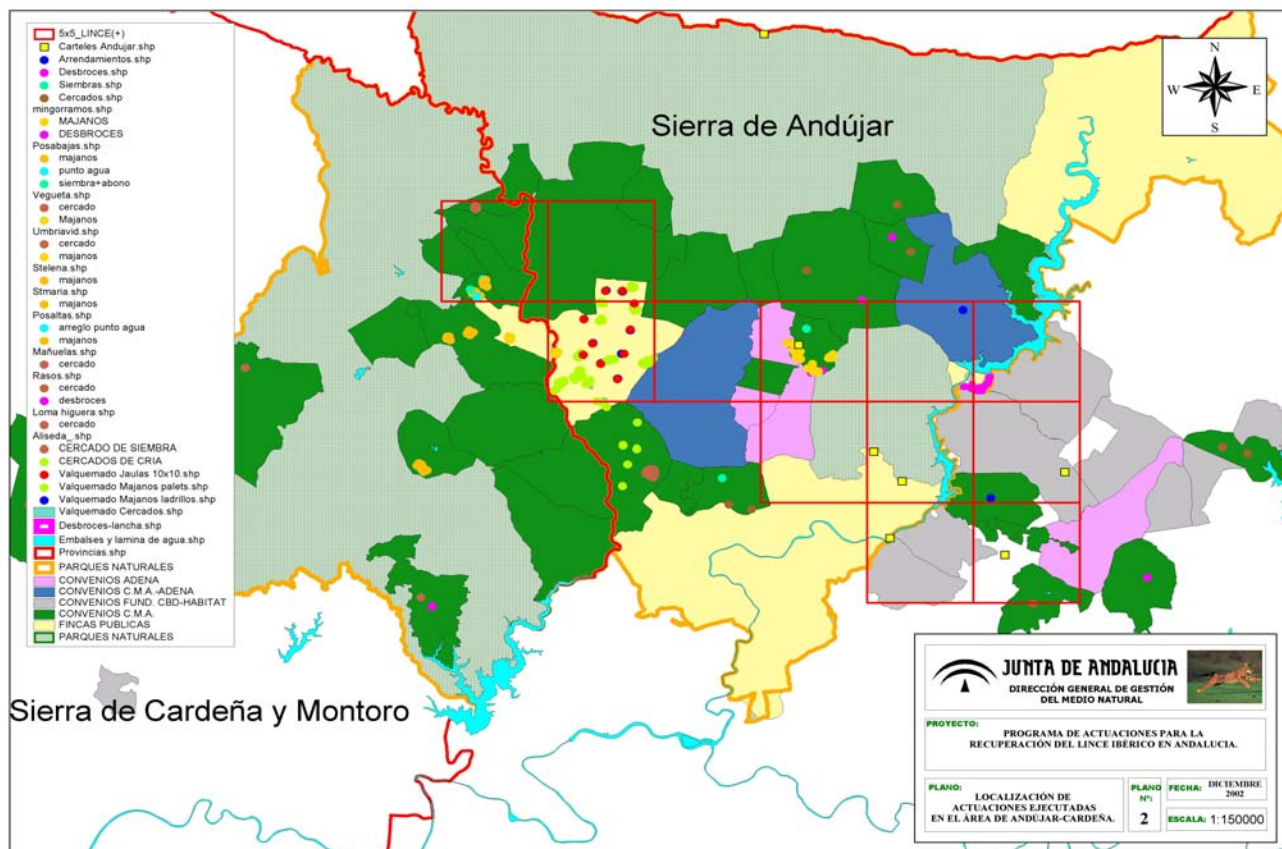 5x5_LINCE(+)
Carteles Andujar.shp
Arrendamientos.shp
Desbroces.shp
Siembras.shp
Cercados.shp
mingorramos.shp
MAJANOS
DESBROCES
Posabajas.shp
majanos
punto agua
siembra+abono
Vegueta.shp
cercado
Majanos
Umbriavid.shp
cercado
majanos
Stelena.shp
majanos
Stmaria.shp
majanos
Posaltas.shp
arreglo punto agua
majanos
Mañuelas.shp
cercado
Rasos.shp
cercado
desbroces
Loma higuera.shp
cercado
Aliseda_.shp
CERCADO DE SIEMBRA
CERCADOS DE CRIA
Valquemado Jaulas 10x10.shp
Valquemado Majanos palets.shp
Valquemado Majanos ladrillos.shp
Valquemado Cercados.shp
Desbroces-lancha.shp
Embalses y lamina de agua.shp
Provincias.shp
PARQUES NATURALES
CONVENIOS ADENA
CONVENIOS C.M.A.-ADENA
CONVENIOS FUND. CBD-HABITAT
CONVENIOS C.M.A.
FINCAS PUBLICAS
PARQUES NATURALES
Sierra de Andújar
N
W E
S
Sierra de Cardeña y Montoro
JUNTA DE ANDALUCIA
DIRECCIÓN GENERAL DE GESTIÓN
DEL MEDIO NATURAL
PROYECTO:
PROGRAMA DE ACTUACIONES PARA LA
RECUPERACIÓN DEL LINCE IBÉRICO EN ANDALUCIA.
PLANO:
LOCALIZACIÓN DE
ACTUACIONES EJECUTADAS
EN EL ÁREA DE ANDÚJAR-CARDEÑA.
PLANO
Nº:
2
FECHA: DICIEMBRE
2002
ESCALA: 1:150000